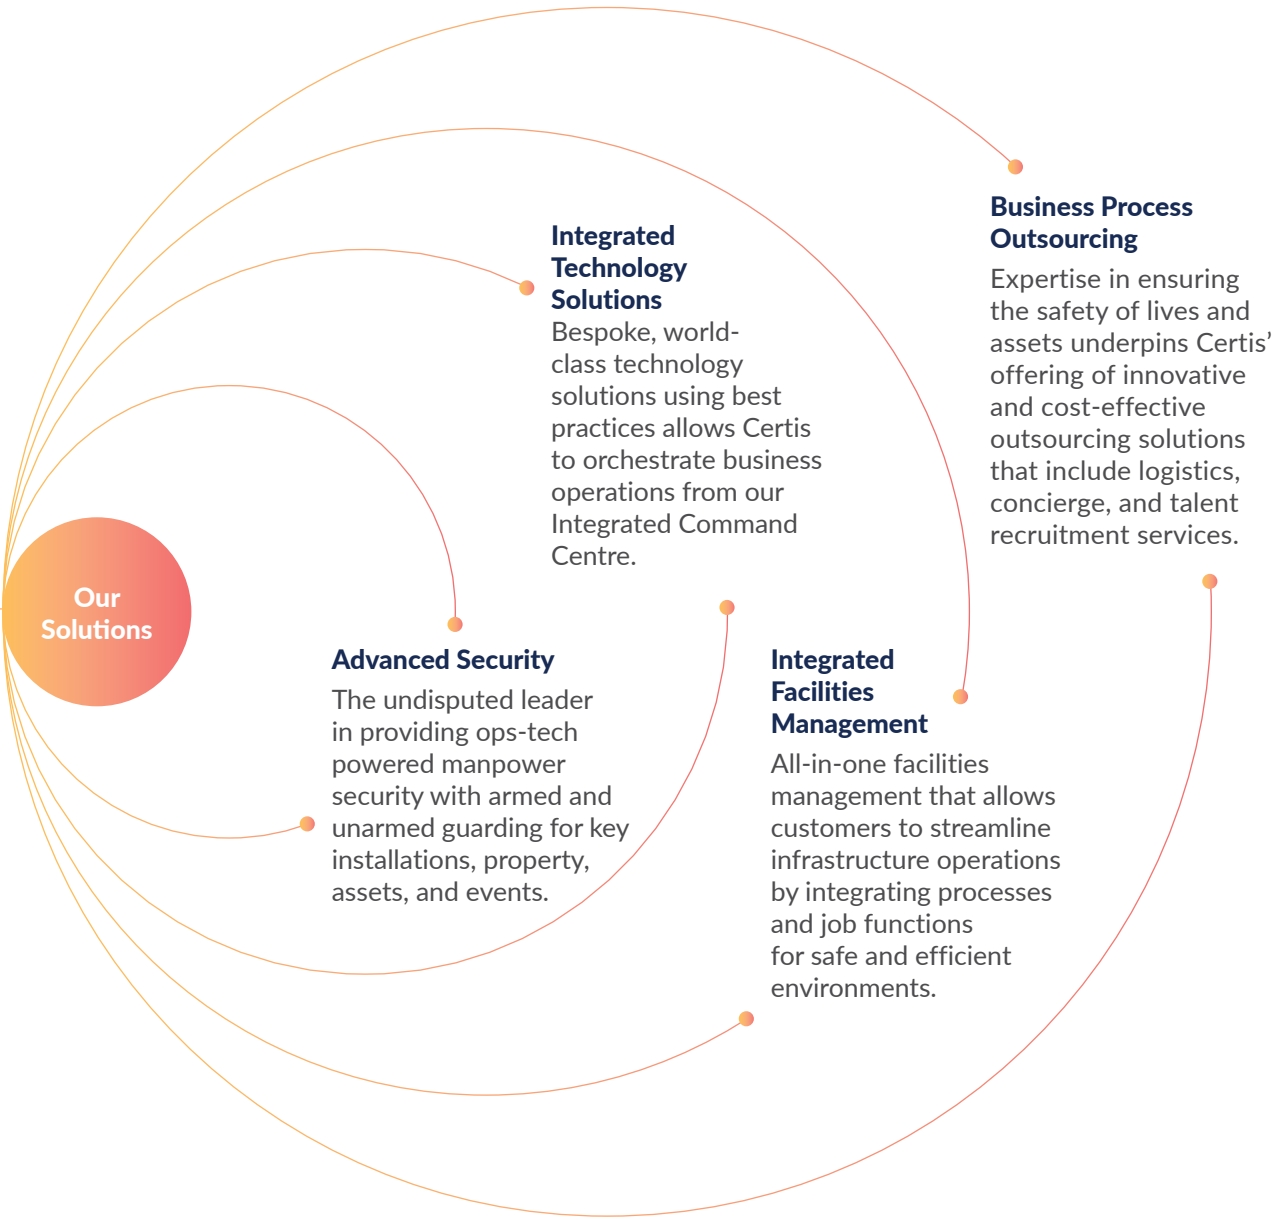 Our
Solutions
Advanced Security
The undisputed leader
in providing ops-tech
powered manpower
security with armed and
unarmed guarding for key
installations, property,
assets, and events.
Integrated
Technology
Solutions
Bespoke, world-
class technology
solutions using best
practices allows Certis
to orchestrate business
operations from our
Integrated Command
Centre.
Integrated
Facilities
Management
All-in-one facilities
management that allows
customers to streamline
infrastructure operations
by integrating processes
and job functions
for safe and efficient
environments.
Business Process
Outsourcing
Expertise in ensuring
the safety of lives and
assets underpins Certis’
offering of innovative
and cost-effective
outsourcing solutions
that include logistics,
concierge, and talent
recruitment services.